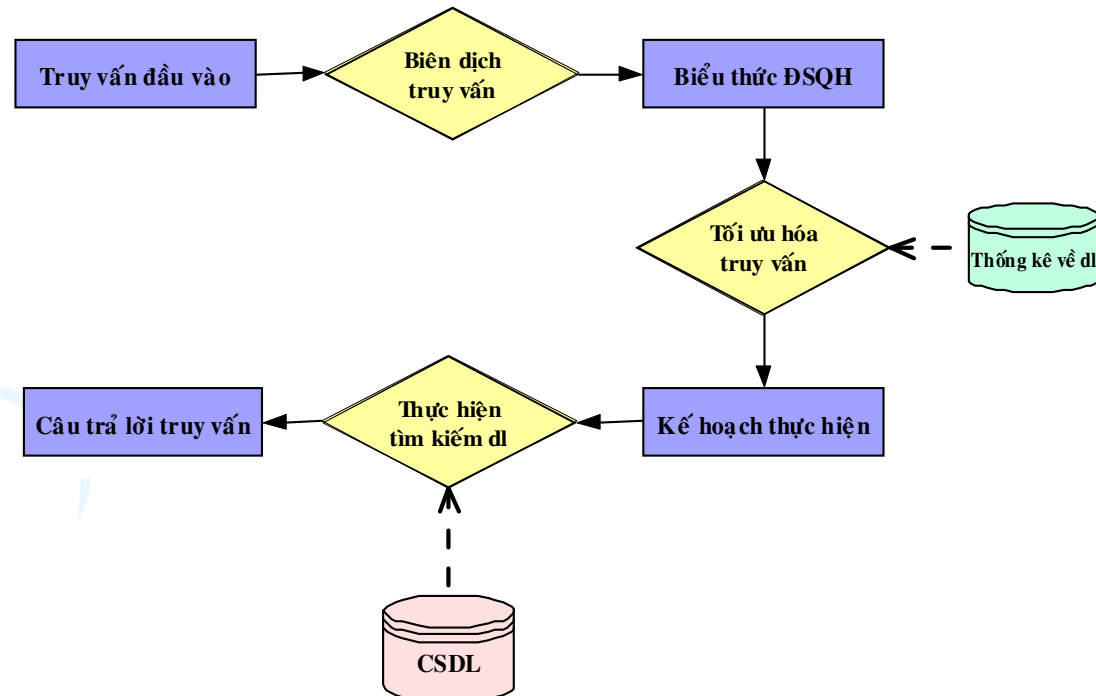 Truy vấn đầu vào
Biên dịch
truy vấn
Biểu thức ĐSQH
Tối ưu hóa
truy vấn
Thống kê về dl
Câu trả lời truy vấn
Thực hiện
tìm kiếm dl
Kế hoạch thực hiện
CSDL